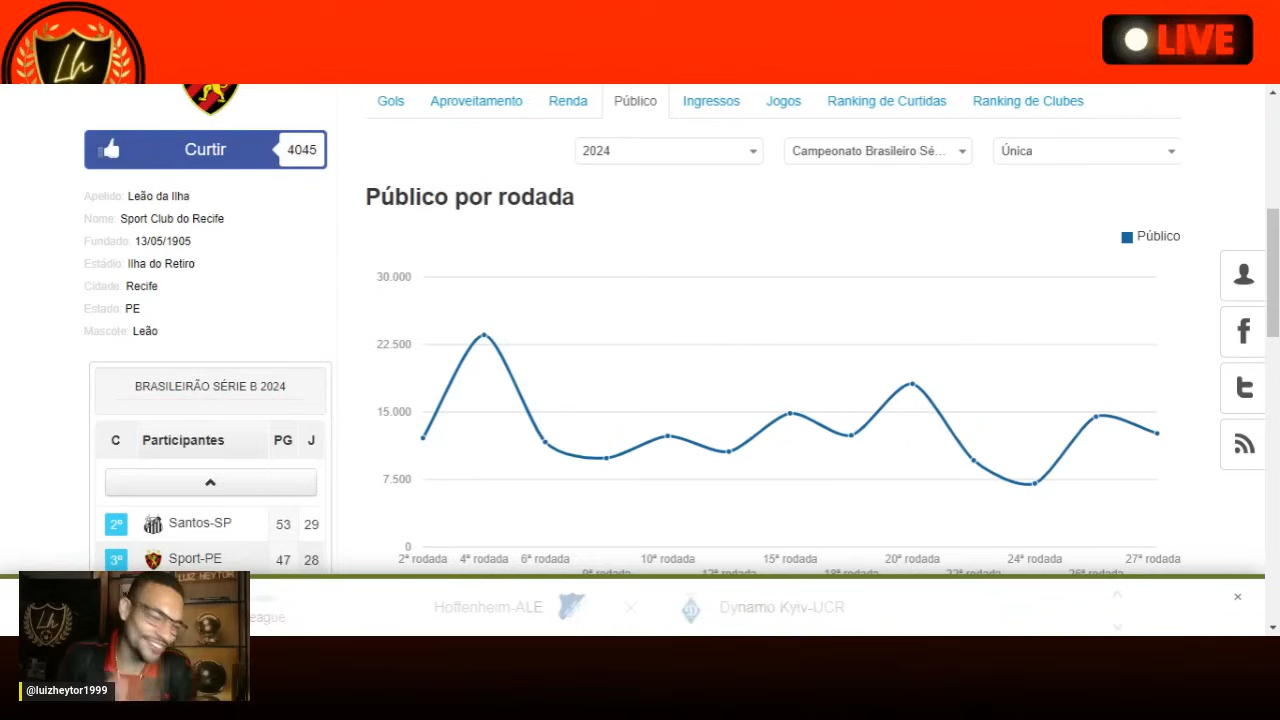 Lh
LIVE
Gols Aproveitamento Renda Público Ingressos Jogos Ranking de Curtidas Ranking de Clubes
Curtir 4045
2024 Campeonato Brasileiro Sé... Única
Apelido: Leão da Ilha
Nome: Sport Club do Recife
Fundado: 13/05/1905
Estádio: Ilha do Retiro
Cidade: Recife
Estado: PE
Mascote: Leão
Público por rodada
Público
30.000
22.500
15.000
7.500
0
2ª rodada 4ª rodada 6ª rodada 10ª rodada 15ª rodada 20ª rodada 24ª rodada 27ª rodada
BRASILEIRÃO SÉRIE B 2024
C Participantes PG J
2º Santos-SP 53 29
3º Sport-PE 47 28
Hoffenheim-ALE Dynamo Kyiv-UCR
LUIZ HEYTOR
Lh
@luizheytor1999